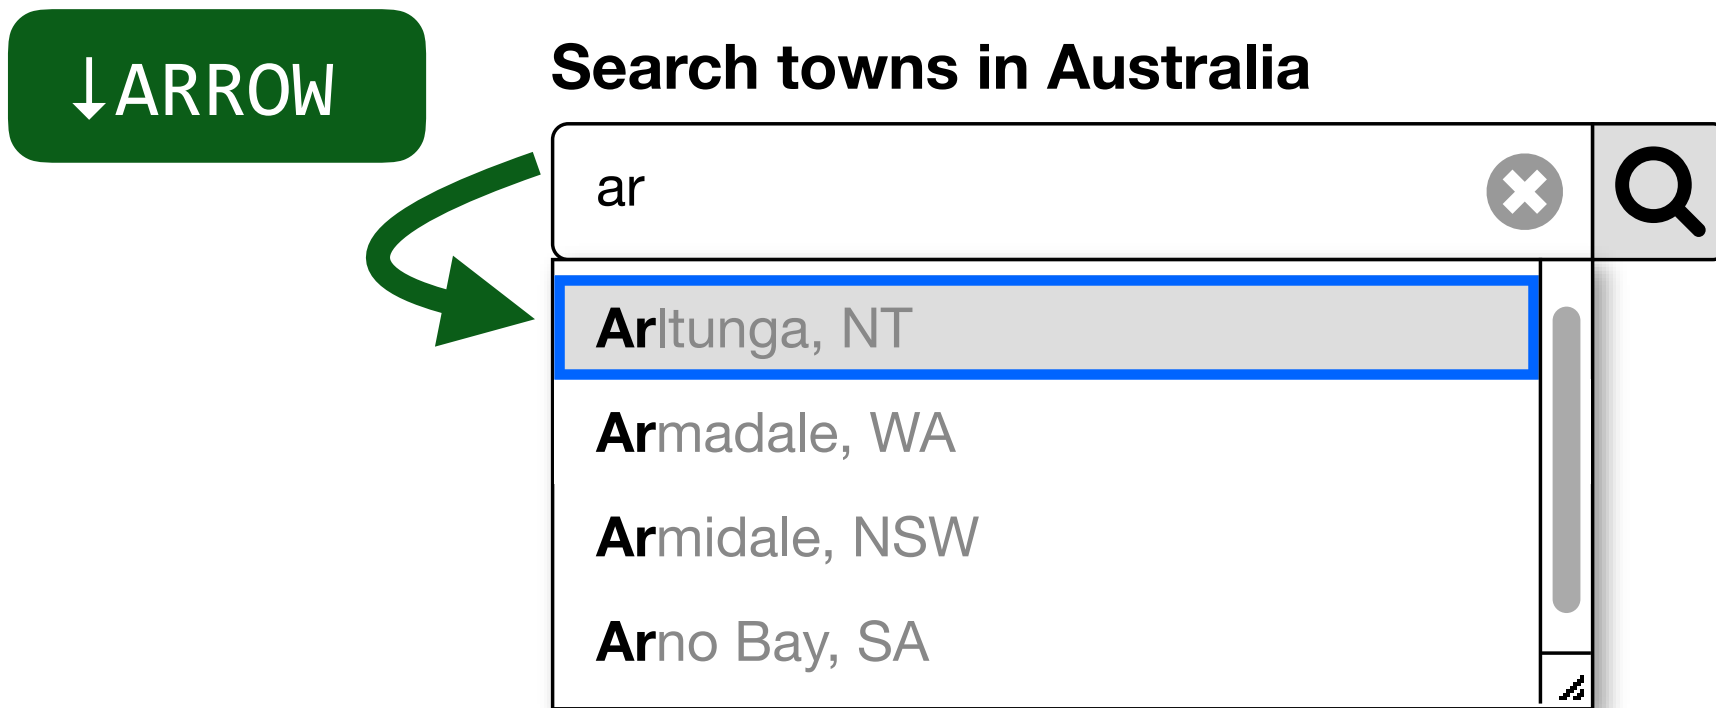 ↓ARROW
Search towns in Australia
ar
Arltunga, NT
Armadale, WA
Armidale, NSW
Arno Bay, SA